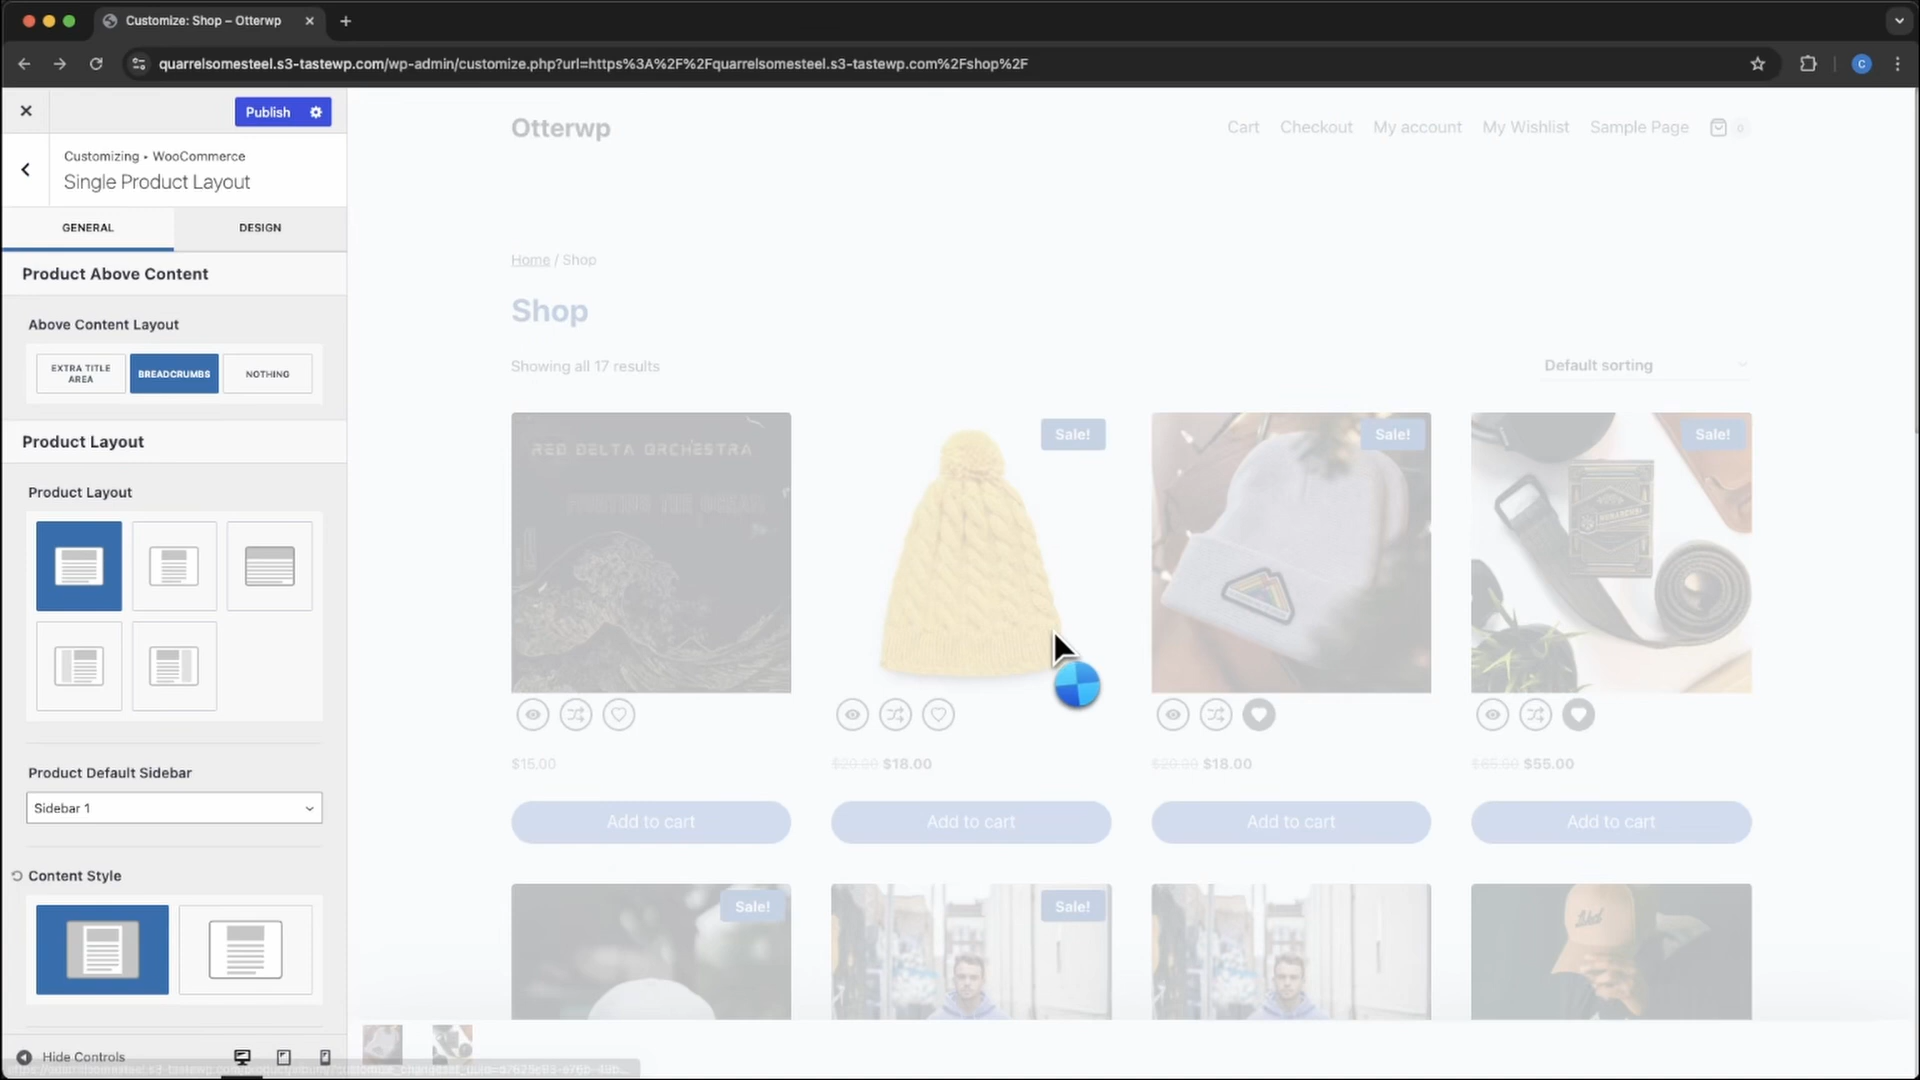 Customize: Shop – Otterwp
quarrelsomesteel.s3-tastewp.com/wp-admin/customize.php?url=https%3A%2F%2Fquarrelsomesteel.s3-tastewp.com%2Fshop%2F
C
Publish
Customizing • WooCommerce
Single Product Layout
GENERAL
DESIGN
Product Above Content
Above Content Layout
EXTRA TITLE AREA
BREADCRUMBS
NOTHING
Product Layout
Product Layout
Product Default Sidebar
Sidebar 1
Content Style
Hide Controls
Otterwp
Cart Checkout My account My Wishlist Sample Page 0
Home / Shop
Shop
Showing all 17 results
Default sorting
RED DELTA ORCHESTRA
Sale!
Sale!
Sale!
$15.00
$20.00 $18.00
$20.00 $18.00
$65.50 $55.00
Add to cart
Add to cart
Add to cart
Add to cart
Sale!
Sale!